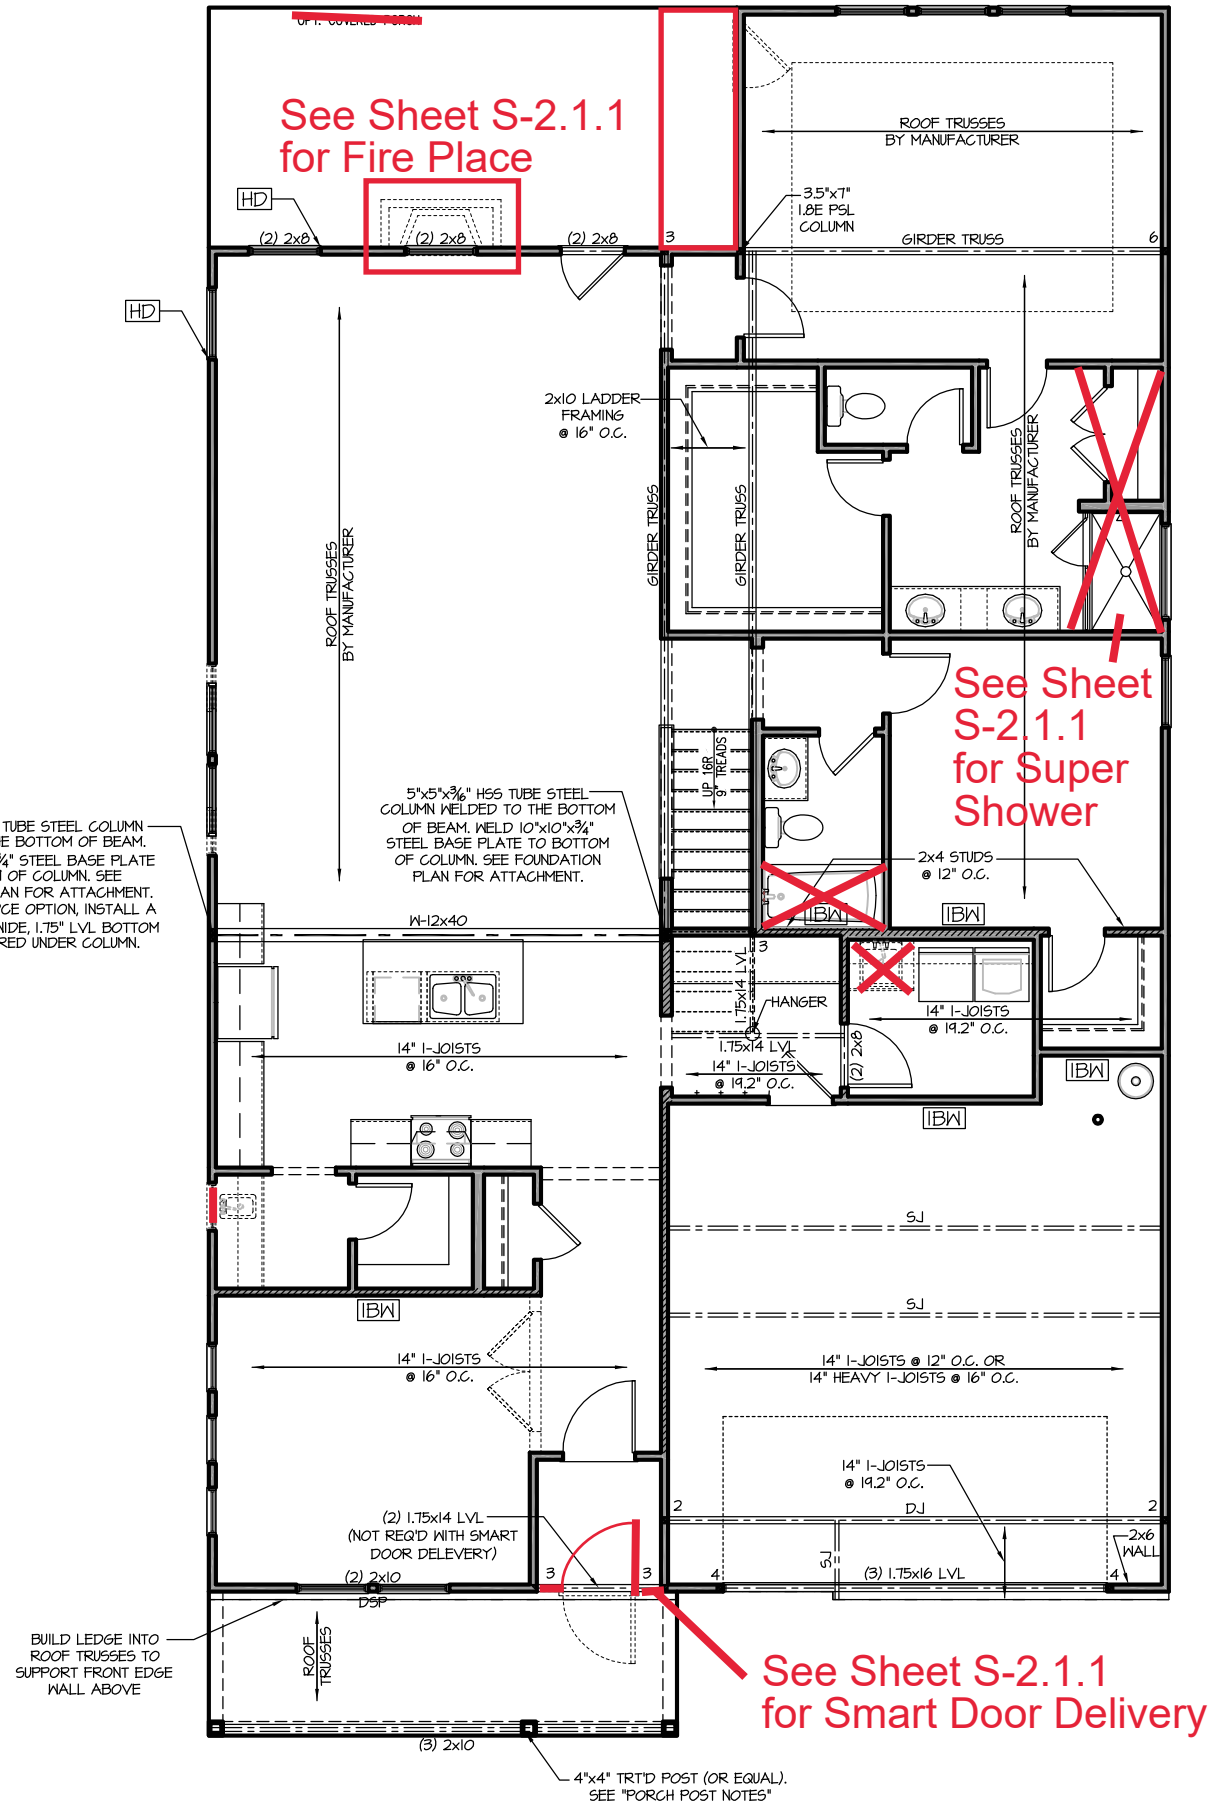 OPT. COVERED PORCH
See Sheet S-2.1.1
for Fire Place
ROOF TRUSSES
BY MANUFACTURER
HD
3.5"x7"
1.8E PSL
COLUMN
(2) 2x8
(2) 2x8
(2) 2x8
3
GIRDER TRUSS
6
HD
2x10 LADDER
FRAMING
@ 16" O.C.
ROOF TRUSSES
BY MANUFACTURER
GIRDER TRUSS
GIRDER TRUSS
ROOF TRUSSES
BY MANUFACTURER
See Sheet
S-2.1.1
for Super
Shower
UP 16R
9" TREADS
5"x5"x3/16" HSS TUBE STEEL
COLUMN WELDED TO THE BOTTOM
OF BEAM. WELD 10"x10"x3/4"
STEEL BASE PLATE TO BOTTOM
OF COLUMN. SEE FOUNDATION
PLAN FOR ATTACHMENT.
TUBE STEEL COLUMN
BOTTOM OF BEAM.
STEEL BASE PLATE
OF COLUMN. SEE
FOR ATTACHMENT.
OPTION, INSTALL A
1.75" LVL BOTTOM
UNDER COLUMN.
2x4 STUDS
@ 12" O.C.
IBW
IBW
W-12x40
3
1.75x14 LVL
HANGER
1.75x14 LVL
14" I-JOISTS
@ 19.2" O.C.
(2) 2x8
14" I-JOISTS
@ 19.2" O.C.
14" I-JOISTS
@ 16" O.C.
IBW
IBW
SJ
SJ
IBW
14" I-JOISTS
@ 16" O.C.
14" I-JOISTS @ 12" O.C. OR
14" HEAVY I-JOISTS @ 16" O.C.
14" I-JOISTS
@ 19.2" O.C.
2
DJ
2
(2) 1.75x14 LVL
(NOT REQ'D WITH SMART
DOOR DELEVERY)
SJ
2x6
WALL
3
3
4
(3) 1.75x16 LVL
4
(2) 2x10
DSP
BUILD LEDGE INTO
ROOF TRUSSES TO
SUPPORT FRONT EDGE
WALL ABOVE
ROOF
TRUSSES
See Sheet S-2.1.1
for Smart Door Delivery
(3) 2x10
4"x4" TRT'D POST (OR EQUAL).
SEE "PORCH POST NOTES"